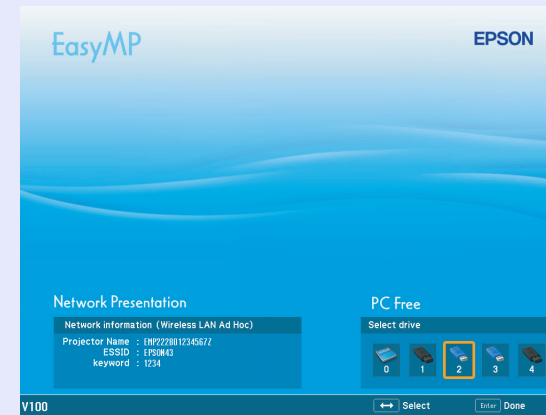 EasyMP
EPSON
Network Presentation
Network information (Wireless LAN Ad Hoc)
Projector Name : EMP2228012345672
ESSID : EPSON43
keyword : 1234
PC Free
Select drive
0 1 2 3 4
V100
Select
Enter Done